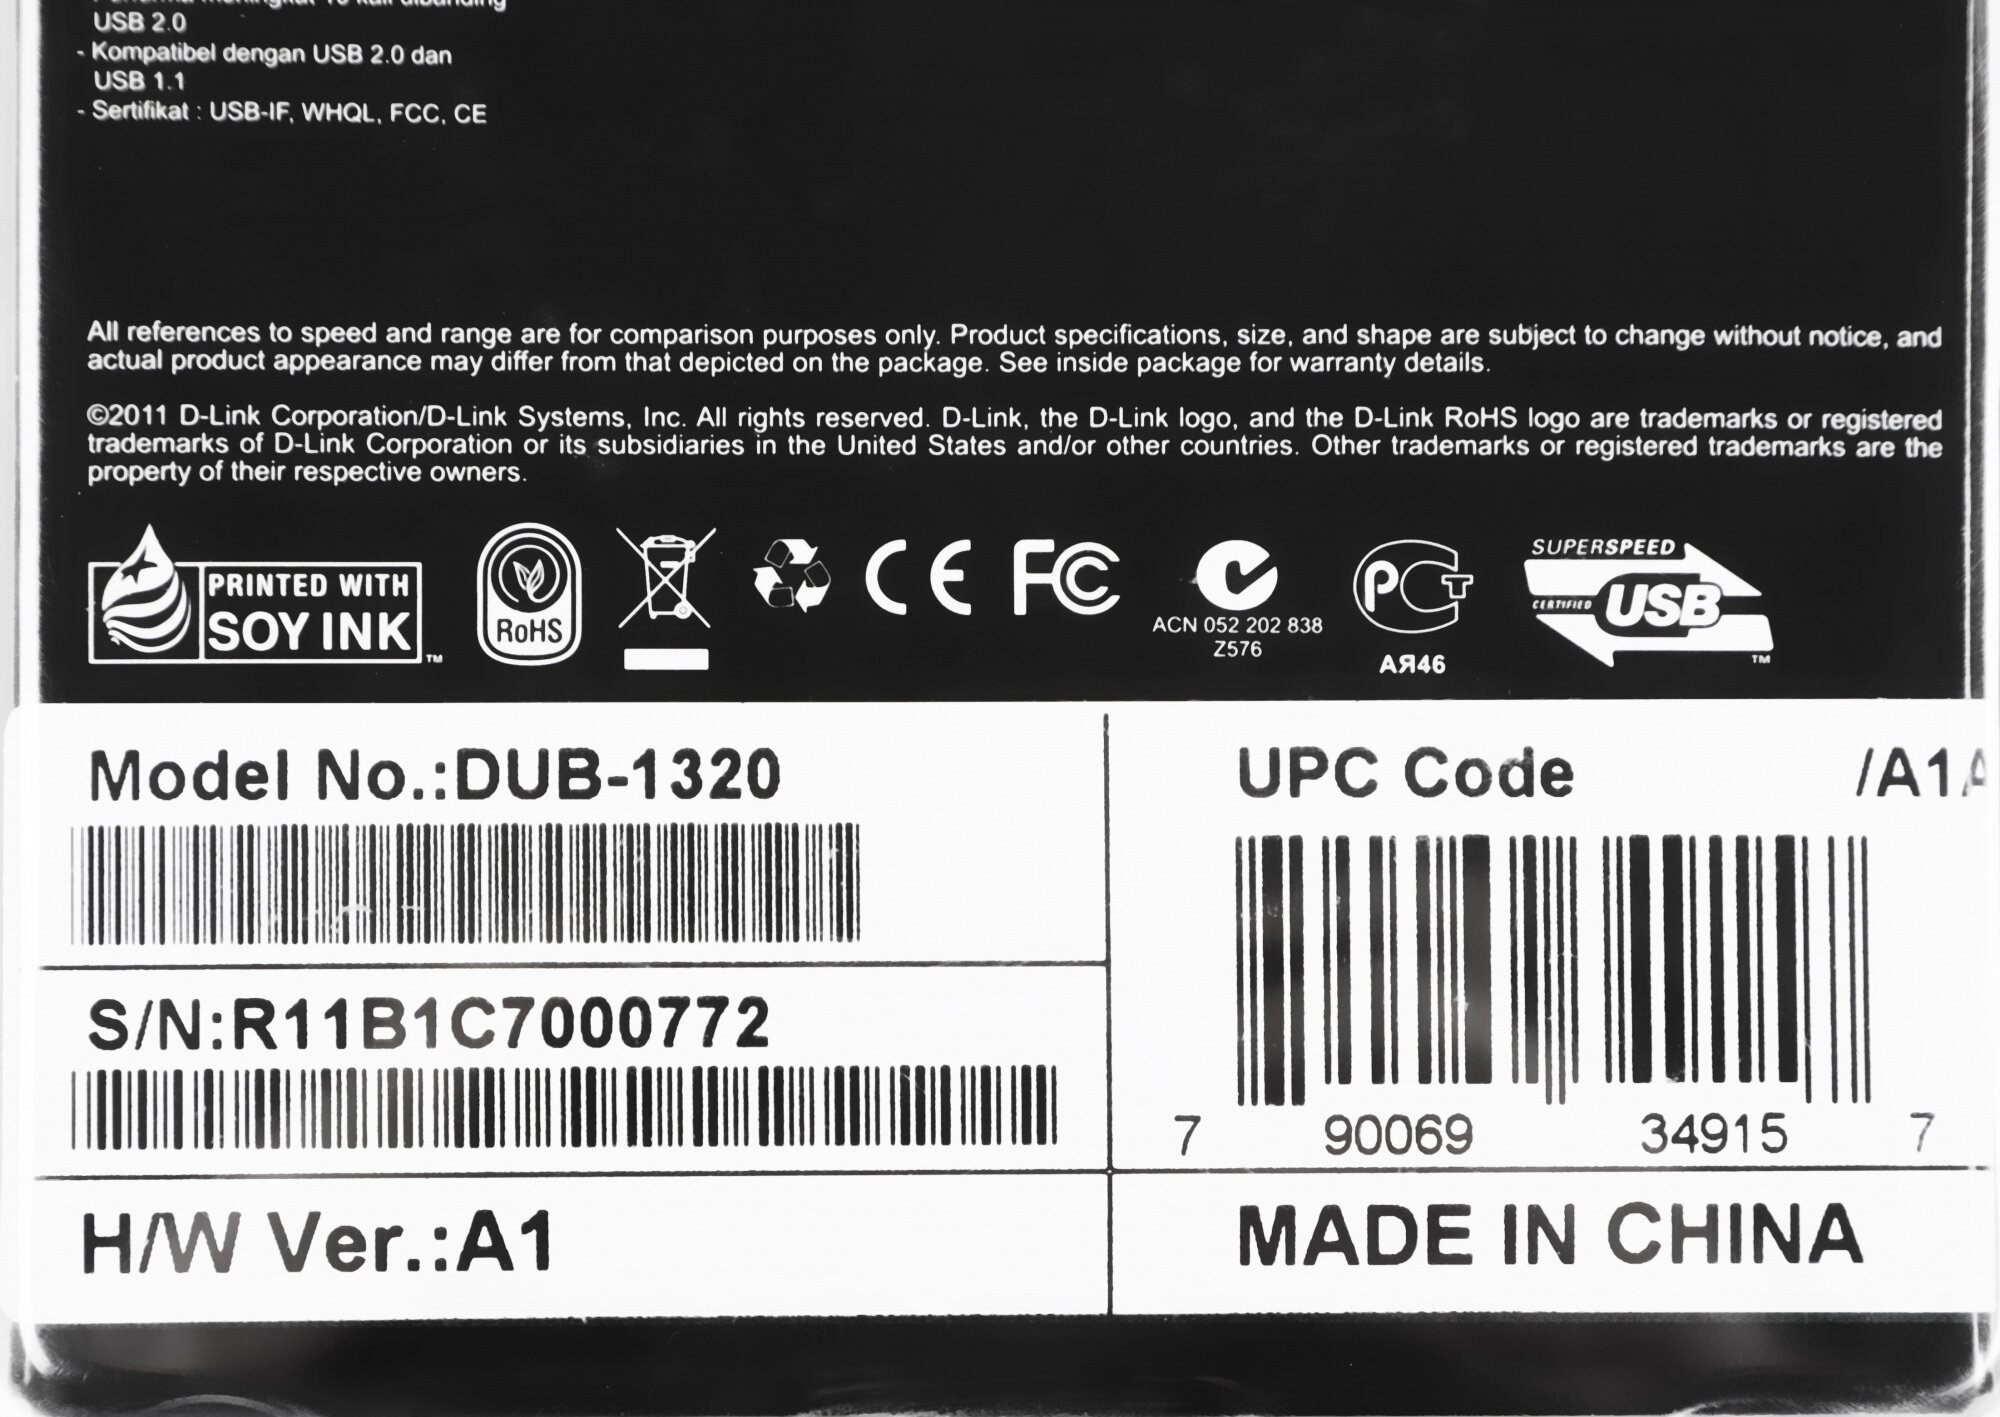 USB 2.0
- Kompatibel dengan USB 2.0 dan
USB 1.1
- Sertifikat : USB-IF, WHQL, FCC, CE
All references to speed and range are for comparison purposes only. Product specifications, size, and shape are subject to change without notice, and
actual product appearance may differ from that depicted on the package. See inside package for warranty details.
©2011 D-Link Corporation/D-Link Systems, Inc. All rights reserved. D-Link, the D-Link logo, and the D-Link RoHS logo are trademarks or registered
trademarks of D-Link Corporation or its subsidiaries in the United States and/or other countries. Other trademarks or registered trademarks are the
property of their respective owners.
PRINTED WITH
SOY INK
™
RoHS
CE
FC
ACN 052 202 838
Z576
РСТ
АЯ46
SUPERSPEED
CERTIFIED
USB
™
Model No.:DUB-1320
UPC Code /A1A
S/N:R11B1C7000772
7 90069 34915 7
H/W Ver.:A1
MADE IN CHINA